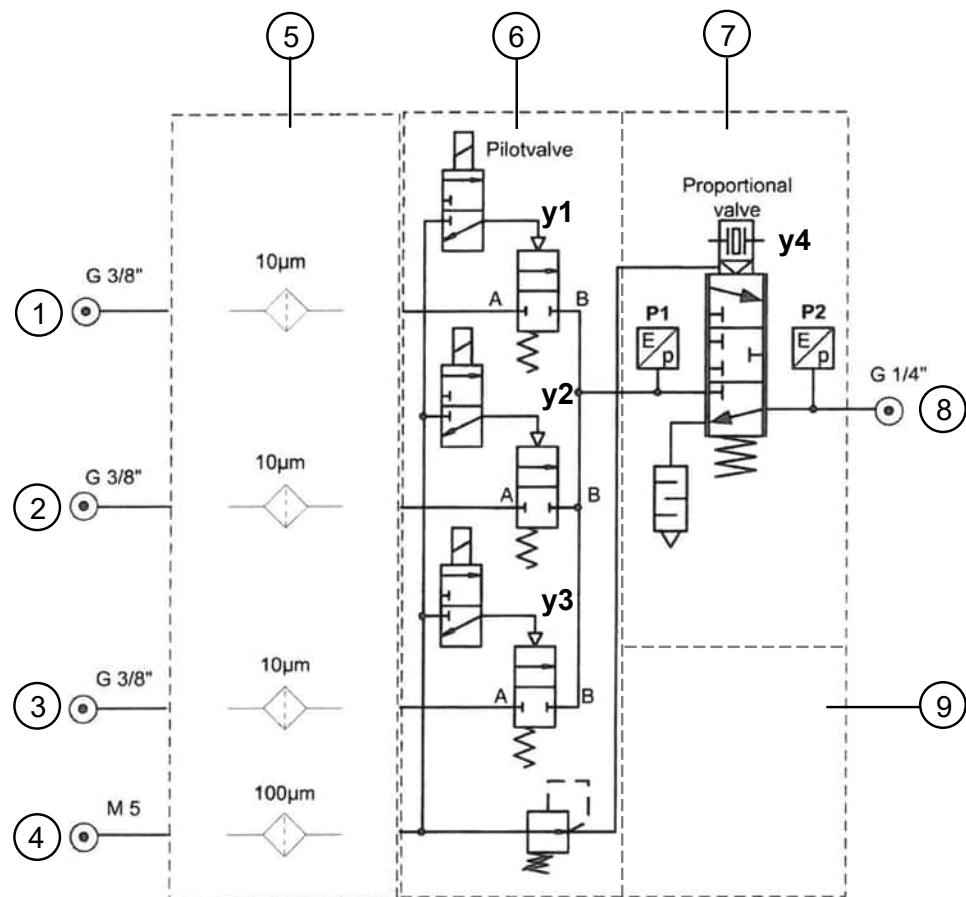 5
6
7
Pilotvalve
Proportional
valve
y1
y4
G 3/8"
10µm
1
A
B
P1
P2
E
p
E
p
y2
G 1/4"
8
G 3/8"
10µm
2
A
B
y3
G 3/8"
10µm
3
A
B
9
M 5
100µm
4